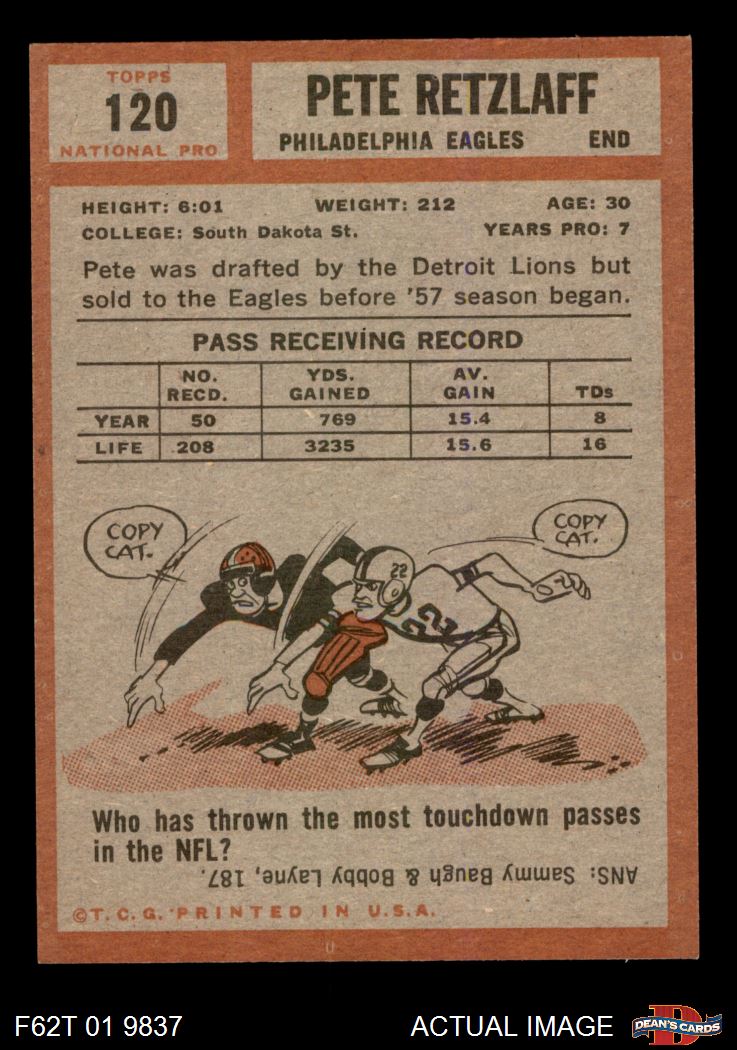 TOPPS
120
NATIONAL PRO
PETE RETZLAFF
PHILADELPHIA EAGLES END
HEIGHT: 6:01 WEIGHT: 212 AGE: 30
COLLEGE: South Dakota St. YEARS PRO: 7
Pete was drafted by the Detroit Lions but
sold to the Eagles before '57 season began.
PASS RECEIVING RECORD
NO. RECD. YDS. GAINED AV. GAIN TDs
YEAR 50 769 15.4 8
LIFE 208 3235 15.6 16
COPY
CAT.
COPY
CAT.
22
22
Who has thrown the most touchdown passes
in the NFL?
ANS: Sammy Baugh & Bobby Layne, 187.
©T.C.G. PRINTED IN U.S.A.
F62T 01 9837 ACTUAL IMAGE
DEAN'S CARDS